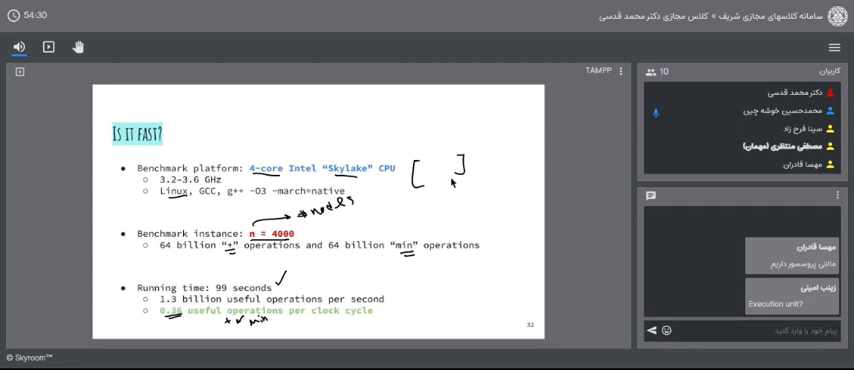 54:30
سامانه کلاسهای مجازی شریف » کلاس مجازی دکتر محمد قدسی
TAMPP
Is it fast?
• Benchmark platform: 4-core Intel “Skylake” CPU
○ 3.2-3.6 GHz
○ Linux, GCC, g++ -O3 -march=native
# nodes
• Benchmark instance: n = 4000
○ 64 billion “+” operations and 64 billion “min” operations
• Running time: 99 seconds ✓
○ 1.3 billion useful operations per second
○ 0.36 useful operations per clock cycle
+ min
32
کاربران
10
دکتر محمد قدسی
محمدحسین خوشه چین
سینا فرح زاد
مصطفی منتظری (مهمان)
مهسا قادران
مهسا قادران
مالتی پروسسور داریم
زینب امینی
Execution unit?
پیام خود را وارد کنید
© Skyroom™